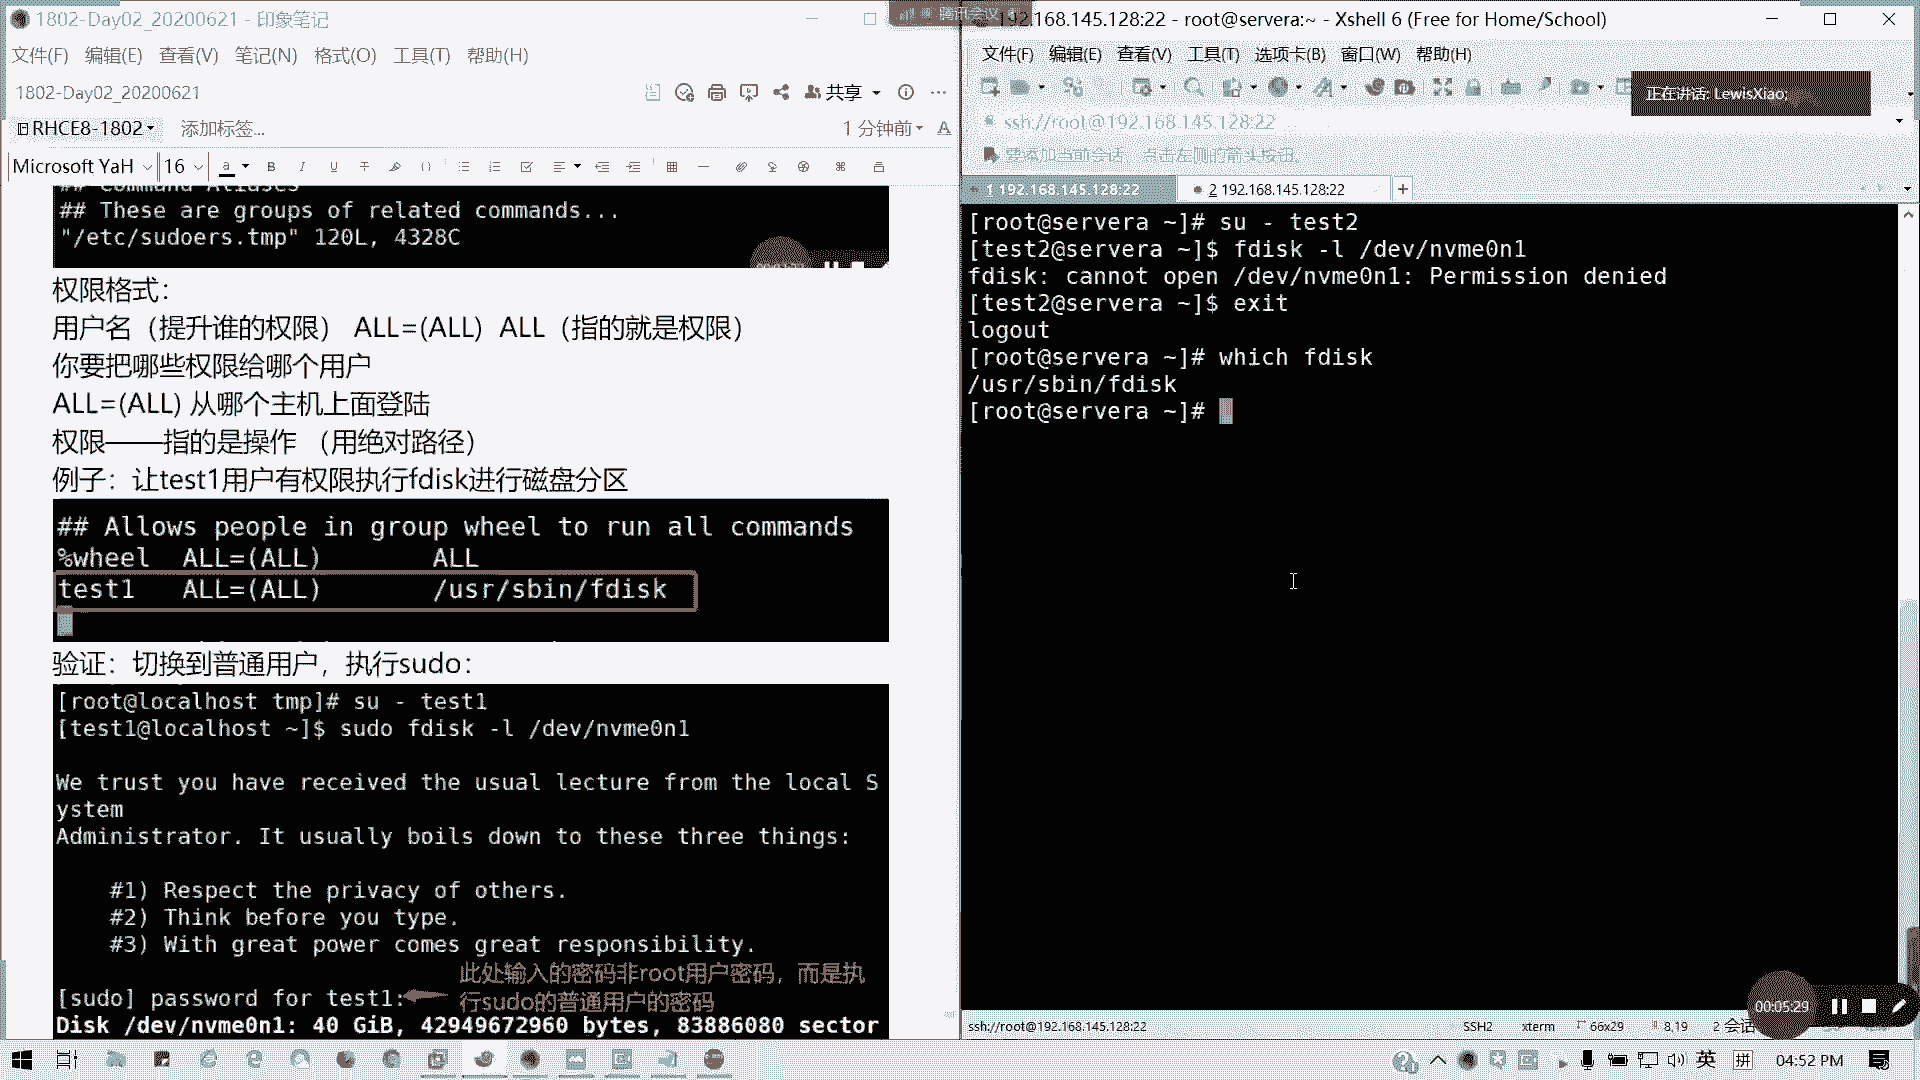 1802-Day02_20200621 - 印象笔记
文件(F) 编辑(E) 查看(V) 笔记(N) 格式(O) 工具(T) 帮助(H)
1802-Day02_20200621
共享
RHCE8-1802 添加标签...
1 分钟前
Microsoft YaH 16
## These are groups of related commands...
"/etc/sudoers.tmp" 120L, 4328C
权限格式：
用户名（提升谁的权限） ALL=(ALL) ALL（指的就是权限）
你要把哪些权限给哪个用户
ALL=(ALL) 从哪个主机上面登陆
权限——指的是操作 （用绝对路径）
例子：让test1用户有权限执行fdisk进行磁盘分区
## Allows people in group wheel to run all commands
%wheel ALL=(ALL) ALL
test1 ALL=(ALL) /usr/sbin/fdisk
验证：切换到普通用户，执行sudo：
[root@localhost tmp]# su - test1
[test1@localhost ~]$ sudo fdisk -l /dev/nvme0n1
We trust you have received the usual lecture from the local S
ystem
Administrator. It usually boils down to these three things:
#1) Respect the privacy of others.
#2) Think before you type.
#3) With great power comes great responsibility.
此处输入的密码非root用户密码，而是执
行sudo的普通用户的密码
[sudo] password for test1:
Disk /dev/nvme0n1: 40 GiB, 42949672960 bytes, 83886080 sector
腾讯会议
192.168.145.128:22 - root@servera:~ - Xshell 6 (Free for Home/School)
文件(F) 编辑(E) 查看(V) 工具(T) 选项卡(B) 窗口(W) 帮助(H)
正在讲话: LewisXiao;
ssh://root@192.168.145.128:22
要添加当前会话，点击左侧的箭头按钮。
1 192.168.145.128:22
2 192.168.145.128:22
[root@servera ~]# su - test2
[test2@servera ~]$ fdisk -l /dev/nvme0n1
fdisk: cannot open /dev/nvme0n1: Permission denied
[test2@servera ~]$ exit
logout
[root@servera ~]# which fdisk
/usr/sbin/fdisk
[root@servera ~]#
00:05:29
ssh://root@192.168.145.128:22 SSH2 xterm 66x29 8,19 2 会话
英 拼 04:52 PM